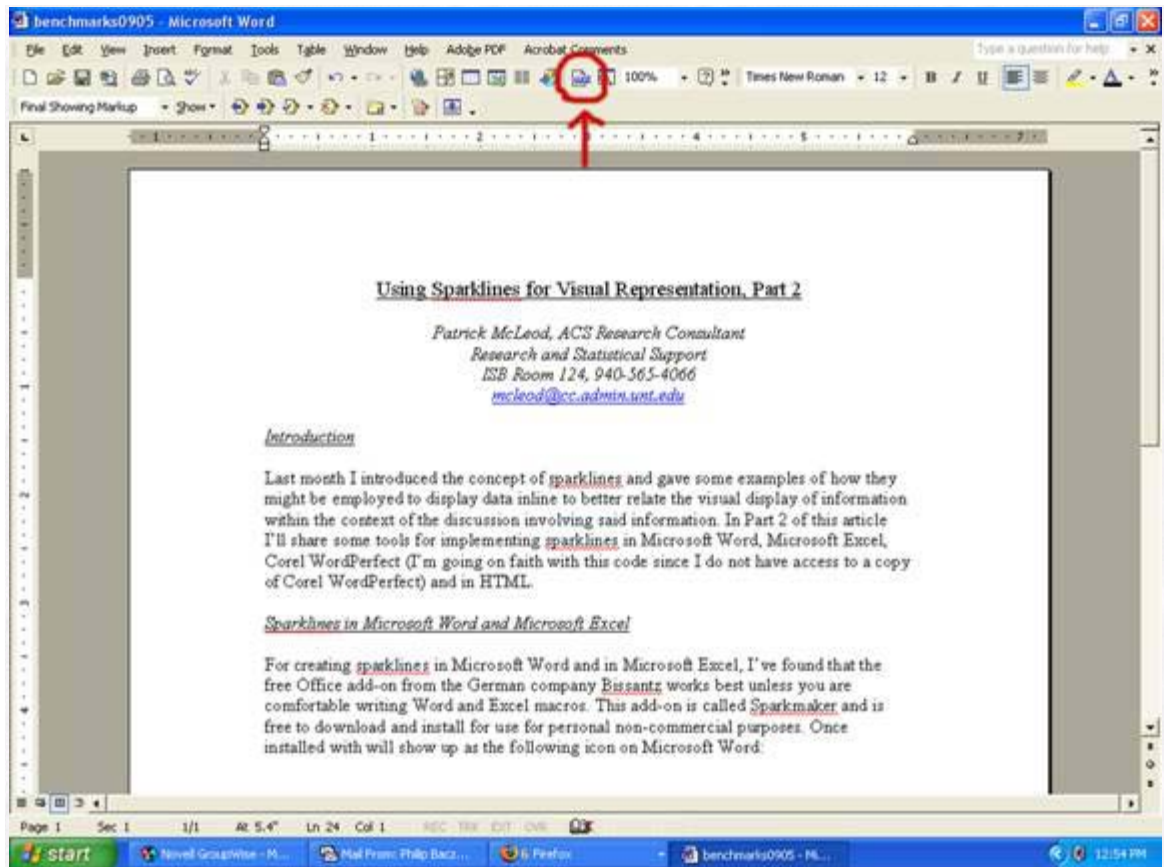 benchmarks0905 - Microsoft Word
File Edit View Insert Format Tools Table Window Help Adobe PDF Acrobat Comments Type a question for help
100% Times New Roman 12 B I U A
Final Showing Markup Show
1 1 2 4 5 7
Using Sparklines for Visual Representation, Part 2
Patrick McLeod, ACS Research Consultant
Research and Statistical Support
ISB Room 124, 940-565-4066
mcleod@cc.admin.unt.edu
Introduction
Last month I introduced the concept of sparklines and gave some examples of how they
might be employed to display data inline to better relate the visual display of information
within the context of the discussion involving said information. In Part 2 of this article
I'll share some tools for implementing sparklines in Microsoft Word, Microsoft Excel,
Corel WordPerfect (I'm going on faith with this code since I do not have access to a copy
of Corel WordPerfect) and in HTML.
Sparklines in Microsoft Word and Microsoft Excel
For creating sparklines in Microsoft Word and in Microsoft Excel, I've found that the
free Office add-on from the German company Bissantz works best unless you are
comfortable writing Word and Excel macros. This add-on is called Sparkmaker and is
free to download and install for use for personal non-commercial purposes. Once
installed with will show up as the following icon on Microsoft Word:
Page 1 Sec 1 1/1 At 5.4" Ln 24 Col 1 REC TRK EXT OVR
start Novell GroupWise - M... Mail From: Philip Bacz... 6 Firefox benchmarks0905 - Mi... 12:54 PM